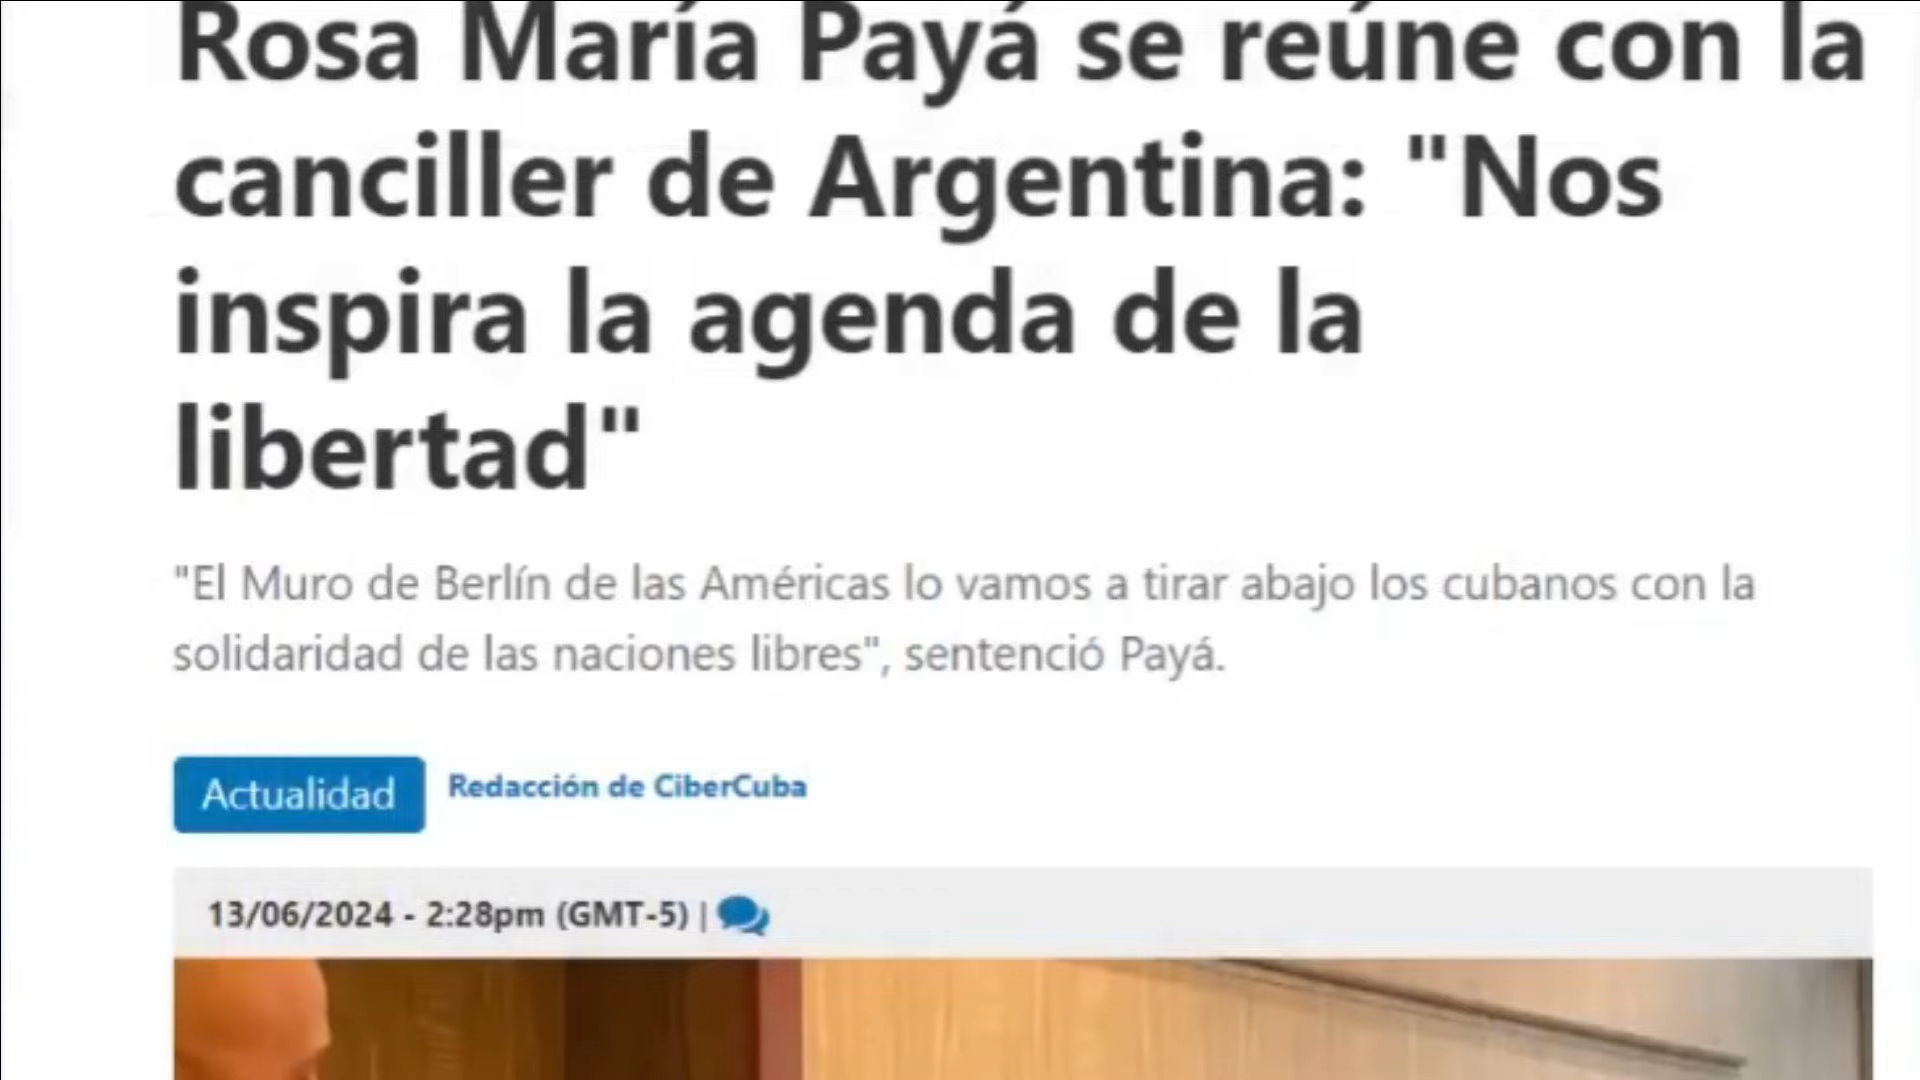 Rosa María Payá se reúne con la
canciller de Argentina: "Nos
inspira la agenda de la
libertad"
"El Muro de Berlín de las Américas lo vamos a tirar abajo los cubanos con la
solidaridad de las naciones libres", sentenció Payá.
Actualidad Redacción de CiberCuba
13/06/2024 - 2:28pm (GMT-5) |